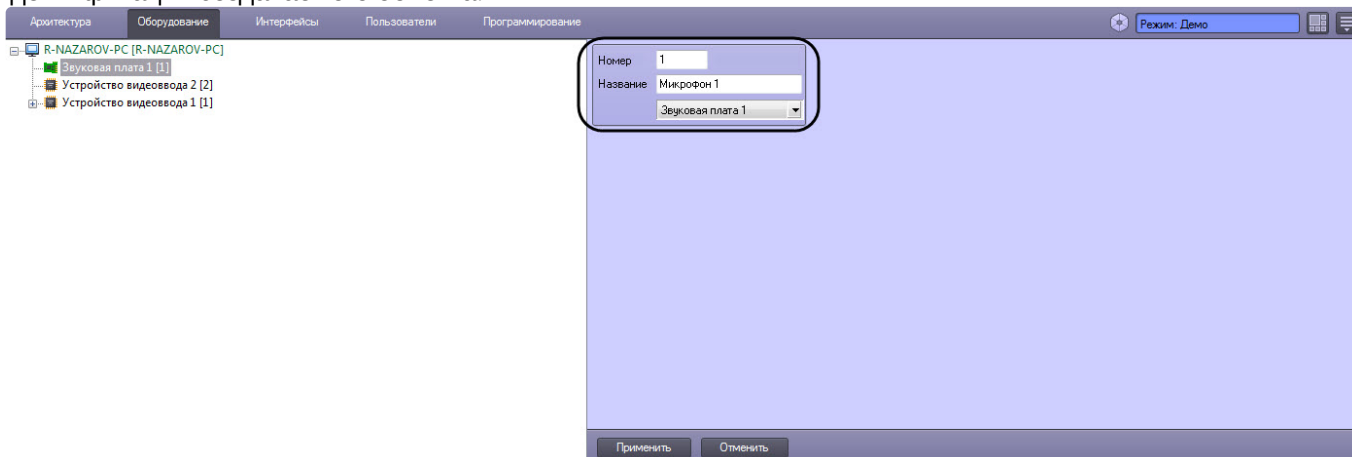 Архитектура Оборудование Интерфейсы Пользователи Программирование Режим: Демо
R-NAZAROV-PC [R-NAZAROV-PC]
Звуковая плата 1 [1]
Устройство видеоввода 2 [2]
Устройство видеоввода 1 [1]
Номер 1
Название Микрофон 1
Звуковая плата 1
Применить Отменить